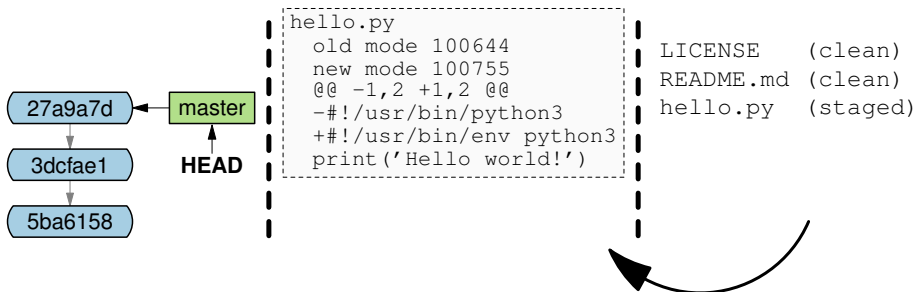 27a9a7d
3dcfae1
5ba6158
master
HEAD
hello.py
  old mode 100644
  new mode 100755
  @@ -1,2 +1,2 @@
  -#!/usr/bin/python3
  +#!/usr/bin/env python3
  print('Hello world!')
LICENSE   (clean)
README.md (clean)
hello.py  (staged)